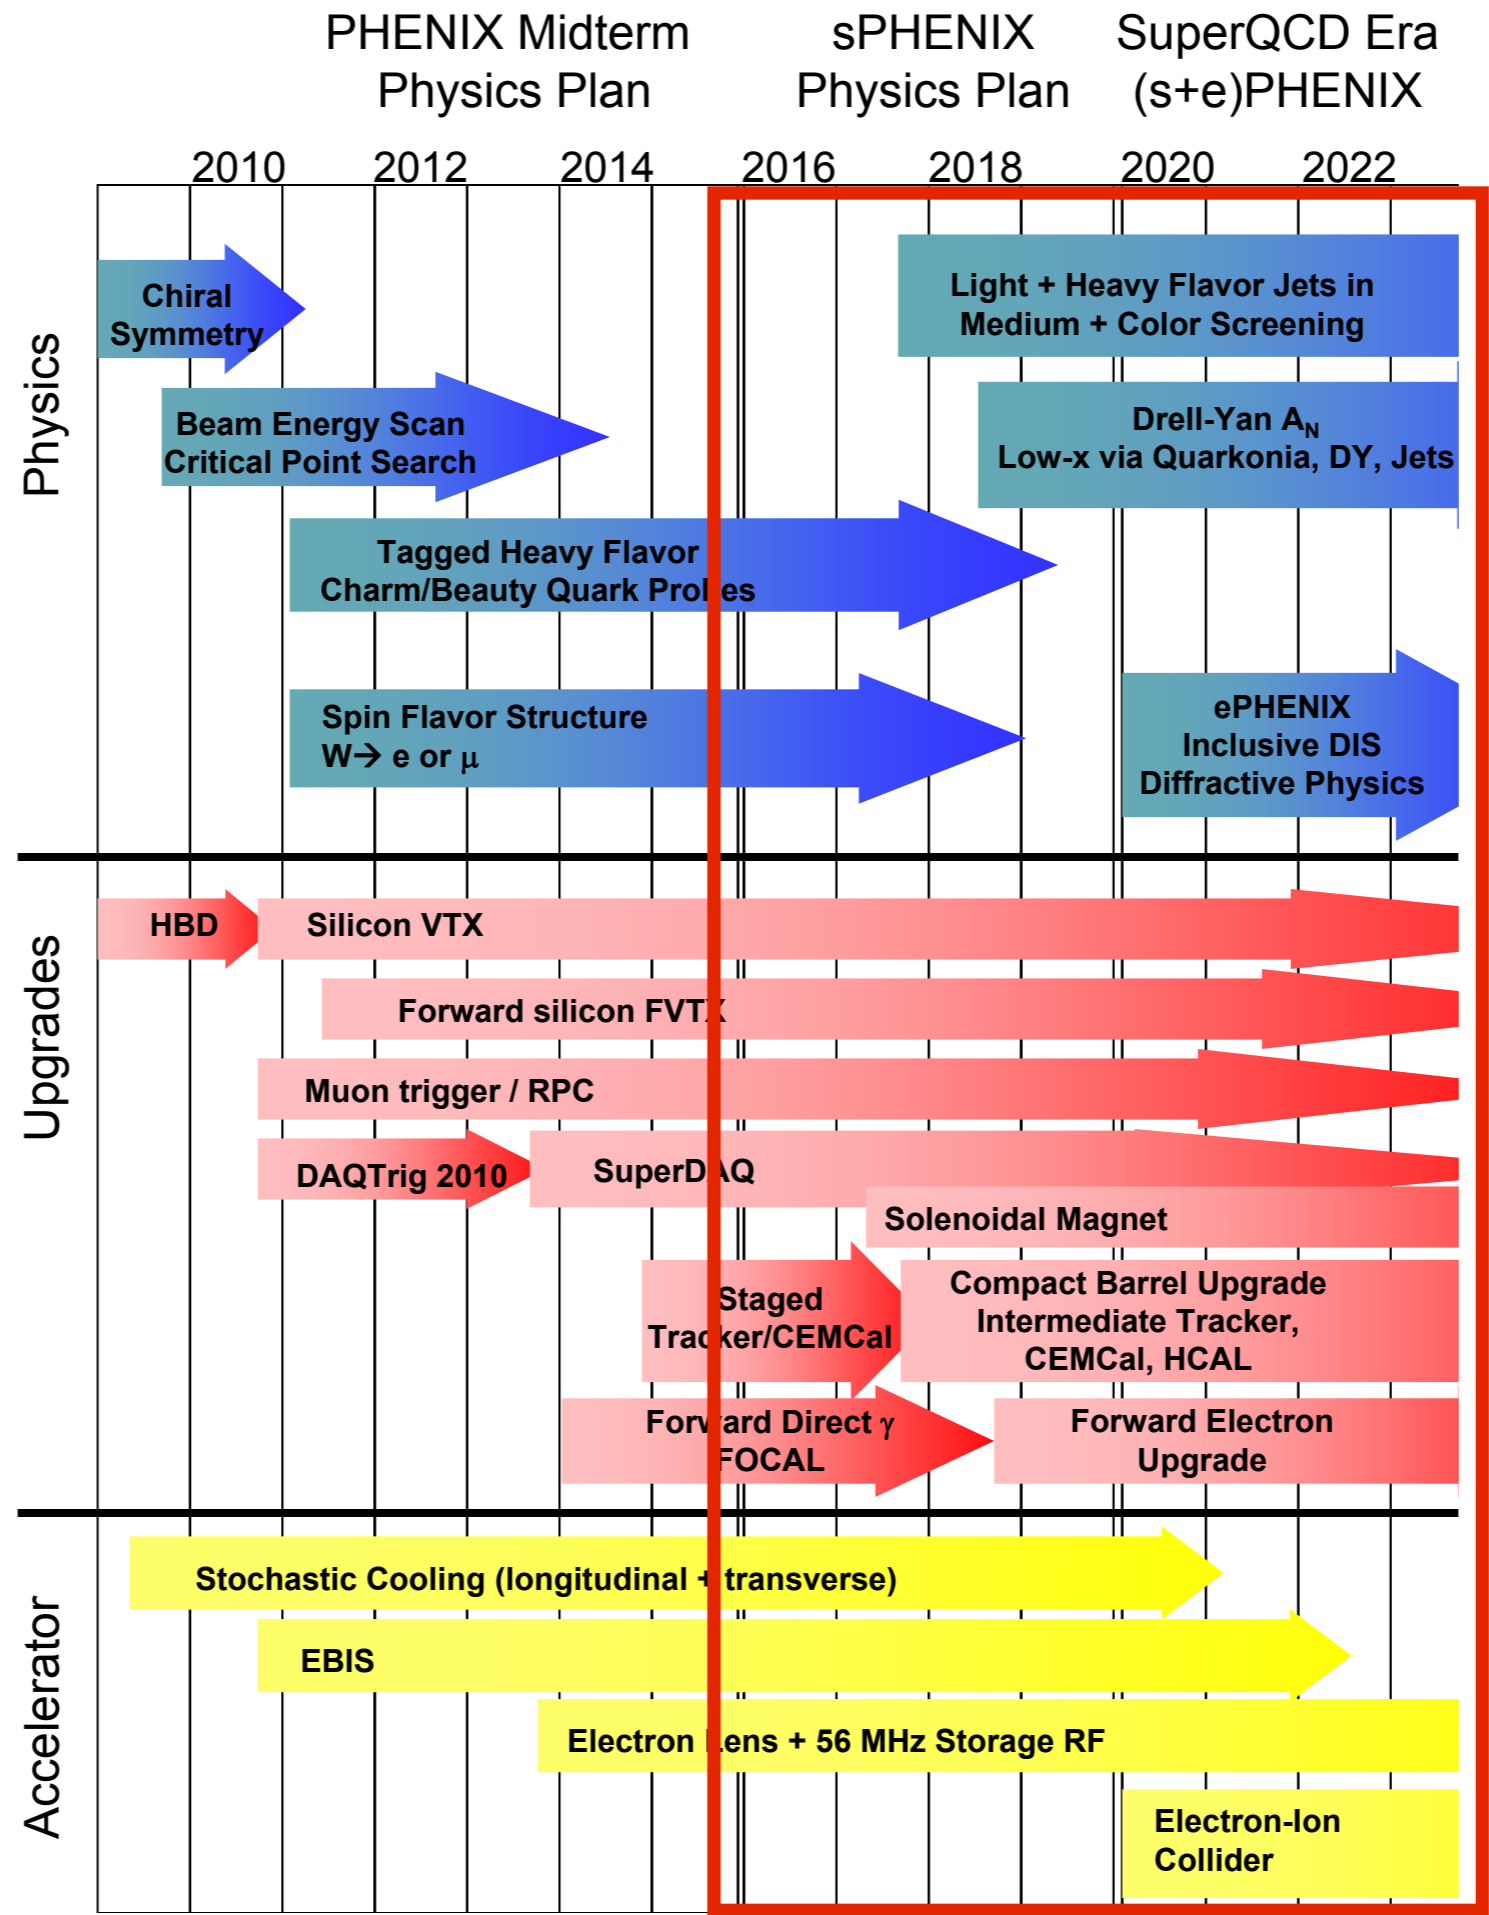 PHENIX Midterm
Physics Plan
sPHENIX
Physics Plan
SuperQCD Era
(s+e)PHENIX
2010 2012 2014 2016 2018 2020 2022
Physics
Chiral
Symmetry
Light + Heavy Flavor Jets in
Medium + Color Screening
Beam Energy Scan
Critical Point Search
Drell-Yan A_N
Low-x via Quarkonia, DY, Jets
Tagged Heavy Flavor
Charm/Beauty Quark Probes
Spin Flavor Structure
W→ e or μ
ePHENIX
Inclusive DIS
Diffractive Physics
Upgrades
HBD
Silicon VTX
Forward silicon FVTX
Muon trigger / RPC
DAQTrig 2010
SuperDAQ
Solenoidal Magnet
Staged
Tracker/CEMCal
Compact Barrel Upgrade
Intermediate Tracker,
CEMCal, HCAL
Forward Direct γ
FOCAL
Forward Electron
Upgrade
Accelerator
Stochastic Cooling (longitudinal + transverse)
EBIS
Electron Lens + 56 MHz Storage RF
Electron-Ion
Collider